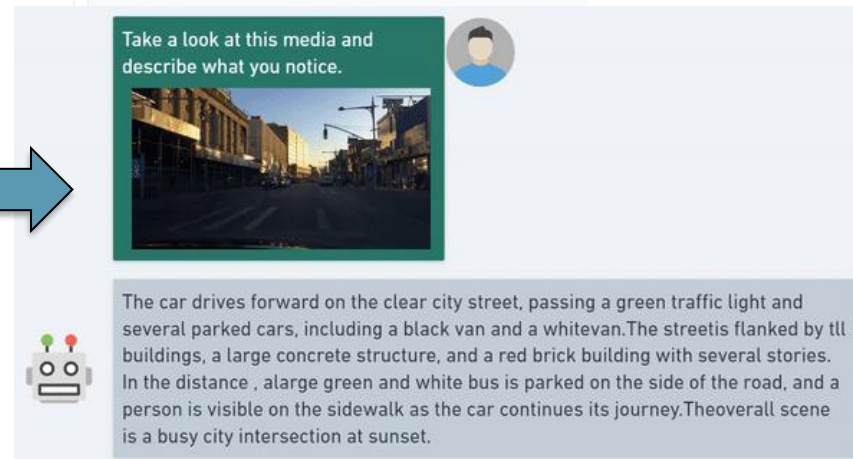 Take a look at this media and
describe what you notice.
The car drives forward on the clear city street, passing a green traffic light and
several parked cars, including a black van and a whitevan.The streetis flanked by tll
buildings, a large concrete structure, and a red brick building with several stories.
In the distance , alarge green and white bus is parked on the side of the road, and a
person is visible on the sidewalk as the car continues its journey.Theoverall scene
is a busy city intersection at sunset.